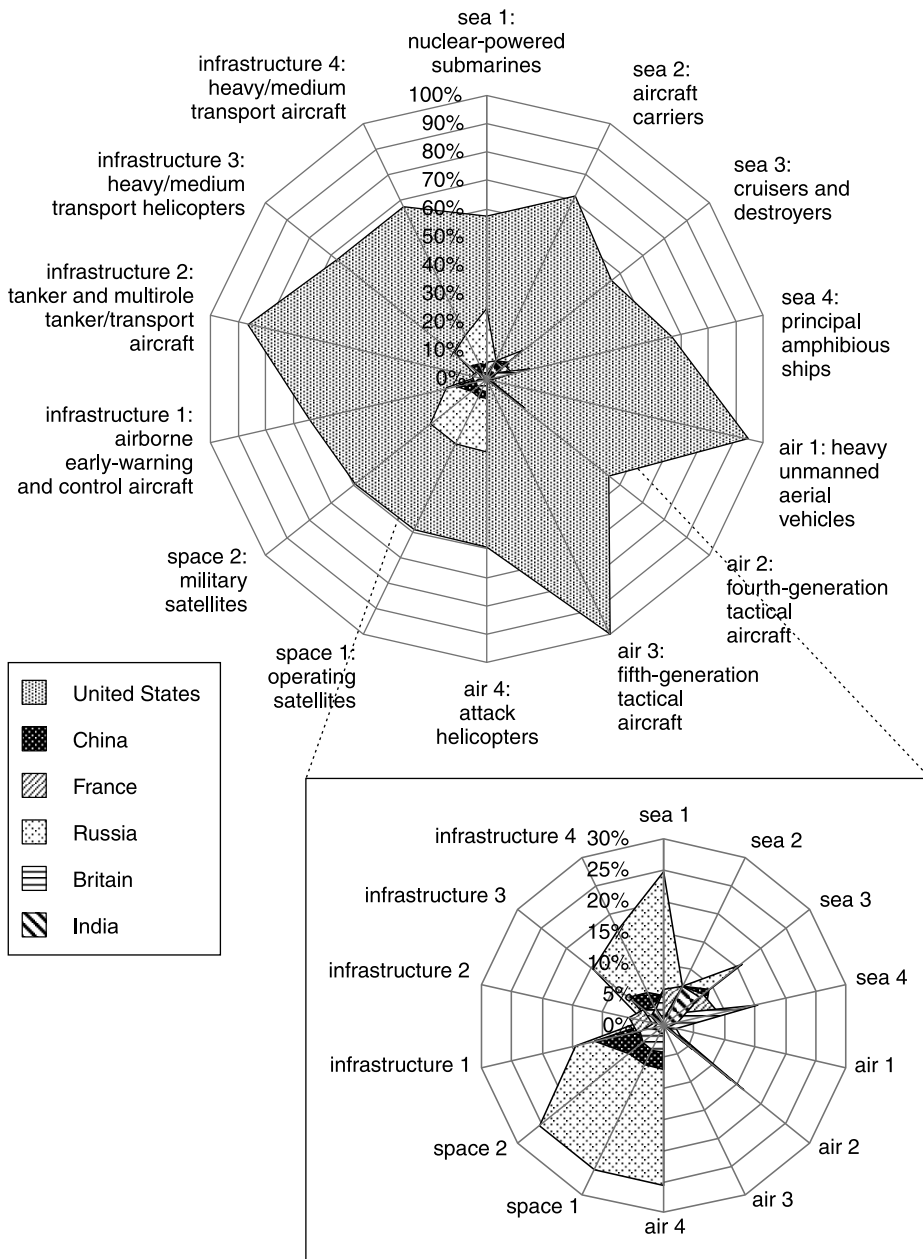 sea 1:
nuclear-powered
submarines
sea 2:
aircraft
carriers
sea 3:
cruisers and
destroyers
sea 4:
principal
amphibious
ships
air 1: heavy
unmanned
aerial
vehicles
air 2:
fourth-generation
tactical
aircraft
air 3:
fifth-generation
tactical
aircraft
air 4:
attack
helicopters
space 1:
operating
satellites
space 2:
military
satellites
infrastructure 1:
airborne
early-warning
and control aircraft
infrastructure 2:
tanker and multirole
tanker/transport
aircraft
infrastructure 3:
heavy/medium
transport helicopters
infrastructure 4:
heavy/medium
transport aircraft
100%
90%
80%
70%
60%
50%
40%
30%
20%
10%
0%
United States
China
France
Russia
Britain
India
sea 1
sea 2
sea 3
sea 4
air 1
air 2
air 3
air 4
space 1
space 2
infrastructure 1
infrastructure 2
infrastructure 3
infrastructure 4
30%
25%
20%
15%
10%
5%
0%